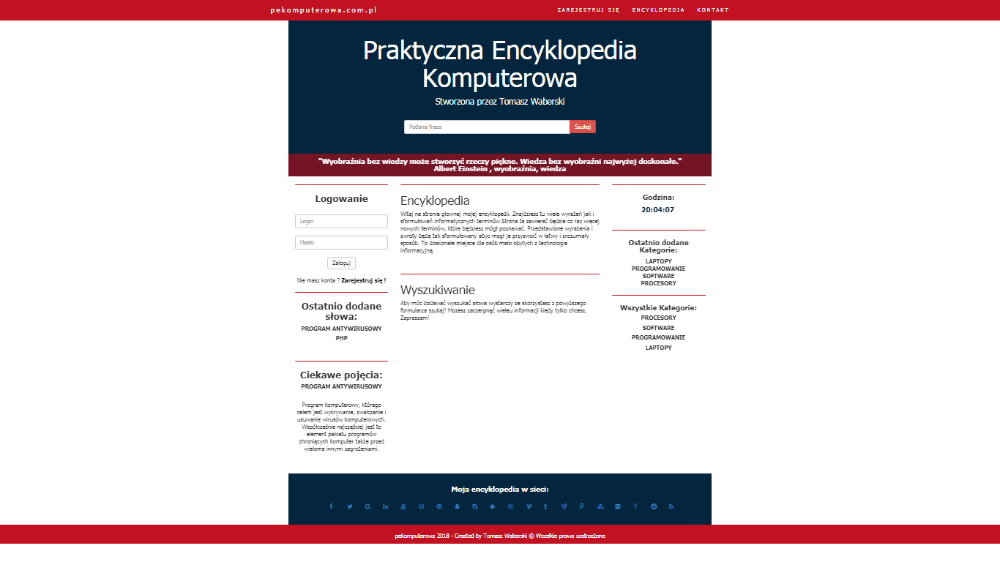 pekomputerowa.com.pl
ZAREJESTRUJ SIĘ ENCYKLOPEDIA KONTAKT
Praktyczna Encyklopedia
Komputerowa
Stworzona przez Tomasz Waberski
Podana fraza
Szukaj
"Wyobraźnia bez wiedzy może stworzyć rzeczy piękne. Wiedza bez wyobraźni najwyżej doskonałe."
Albert Einstein , wyobraźnia, wiedza
Logowanie
Login
Hasło
Zaloguj
Nie masz konta ? Zarejestruj się !
Ostatnio dodane
słowa:
PROGRAM ANTYWIRUSOWY
PHP
Ciekawe pojęcia:
PROGRAM ANTYWIRUSOWY
Program komputerowy, którego
celem jest wykrywanie, zwalczanie i
usuwanie wirusów komputerowych.
Współcześnie najczęściej jest to
element pakietu programów
chroniących komputer także przed
wieloma innymi zagrożeniami.
Encyklopedia
Witaj na stronie głownej mojej encyklopedii. Znajdziesz tu wiele wyrażeń jak i
sformułowań informatycznych terminów.Strona ta zawierać będzie co raz więcej
nowych terminów, które będziesz mógł poznawać. Przedstawione wyrażenia i
zwroty będą tak sformułowany abyc mogł je przyswoić w łatwy i zrozumiały
sposób. To doskonałe miejsce dla osób mało obytych z technologia
informacyjną.
Wyszukiwanie
Aby móc dodawać wyszukać słowa wystarczy ze skorzystasz z powyższego
formularza szukaj! Mozesz zaczerpnąć wieleu informacji kiedy tylko chcesz.
Zapraszam!
Godzina:
20:04:07
Ostatnio dodane
Kategorie:
LAPTOPY
PROGRAMOWANIE
SOFTWARE
PROCESORY
Wszystkie Kategorie:
PROCESORY
SOFTWARE
PROGRAMOWANIE
LAPTOPY
Moja encyklopedia w sieci:
pekomputerowa 2018 - Created by Tomasz Waberski © Wszelkie prawa zastrzeżone